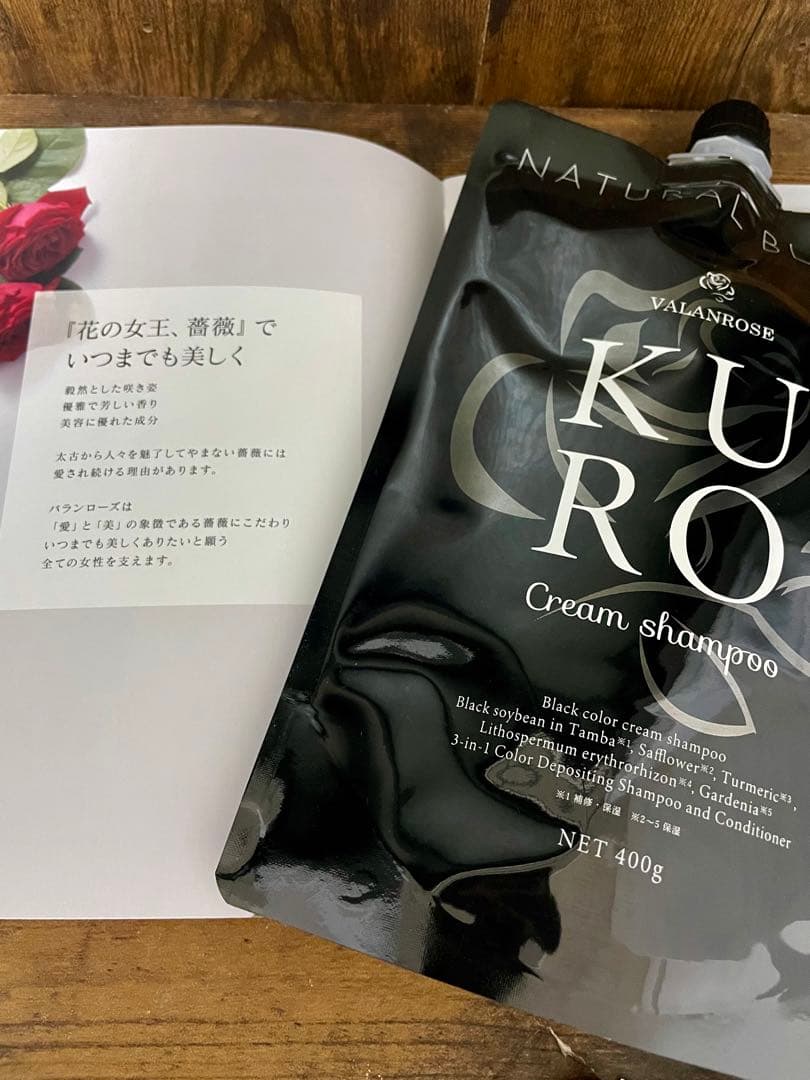 『花の女王、薔薇』で
いつまでも美しく
毅然とした咲き姿
優雅で芳しい香り
美容に優れた成分
太古から人々を魅了してやまない薔薇には
愛され続ける理由があります。
バランローズは
「愛」と「美」の象徴である薔薇にこだわり
いつまでも美しくありたいと願う
全ての女性を支えます。
NATURAL
VALANROSE
KU
RO
Cream shampoo
Black color cream shampoo
Black soybean in Tamba※1, Safflower※2, Turmeric※3,
Lithospermum erythrorhizon※4, Gardenia※5
3-in-1 Color Depositing Shampoo and Conditioner
※1 補修・保湿 ※2〜5 保湿
NET 400g